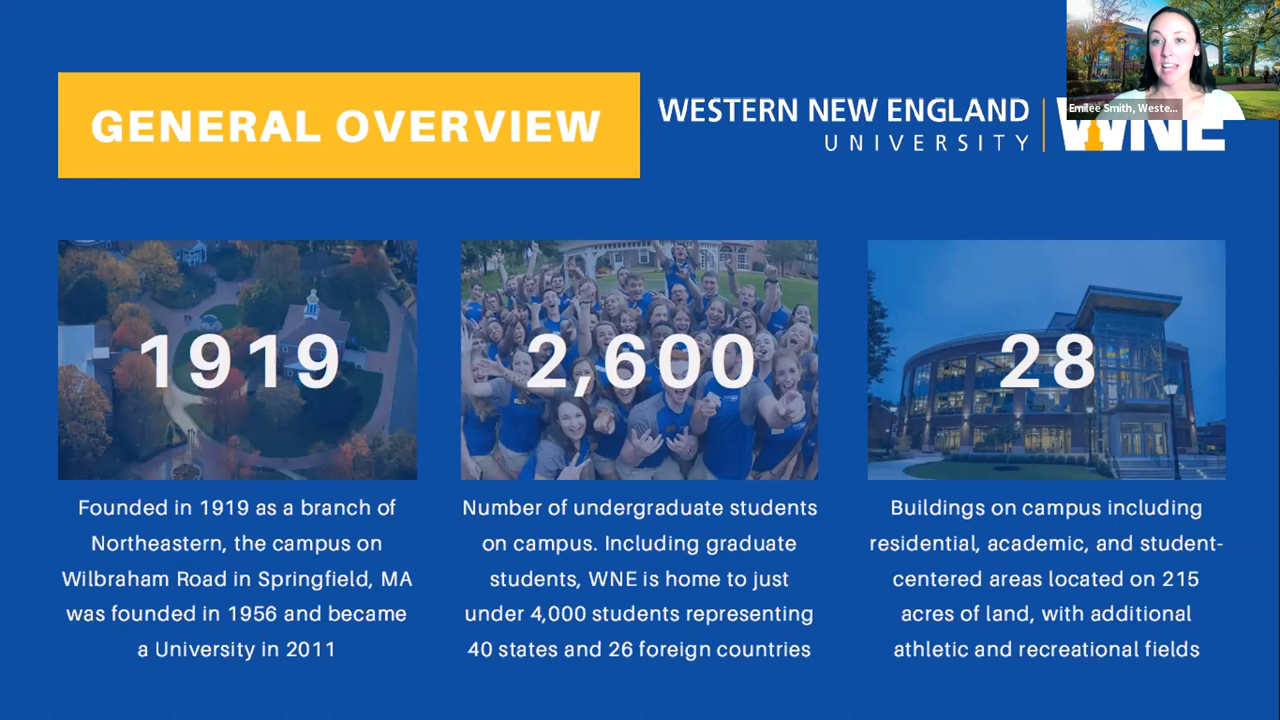 GENERAL OVERVIEW
WESTERN NEW ENGLAND
UNIVERSITY
WNE
Emilee Smith, Weste...
1919
2,600
28
Founded in 1919 as a branch of
Northeastern, the campus on
Wilbraham Road in Springfield, MA
was founded in 1956 and became
a University in 2011
Number of undergraduate students
on campus. Including graduate
students, WNE is home to just
under 4,000 students representing
40 states and 26 foreign countries
Buildings on campus including
residential, academic, and student-
centered areas located on 215
acres of land, with additional
athletic and recreational fields